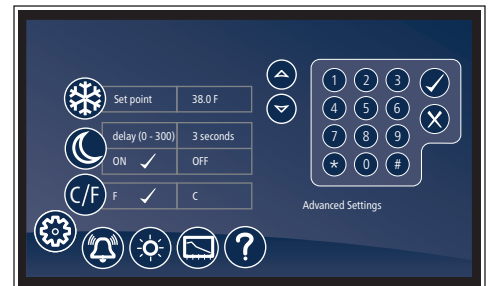 Set point 38.0 F
delay (0 - 300) 3 seconds
ON OFF
C/F F C
1 2 3
4 5 6
7 8 9
* 0 #
Advanced Settings
?